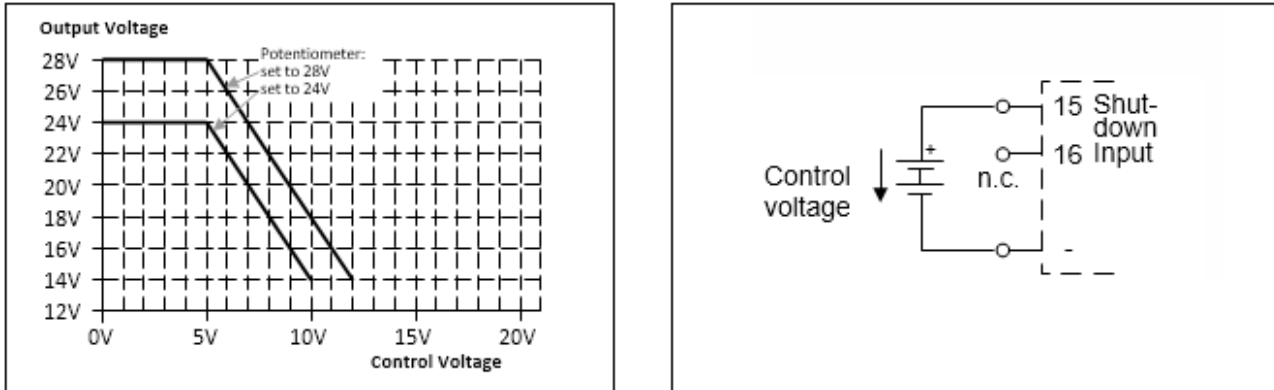 Output Voltage
28V
26V
24V
22V
20V
18V
16V
14V
12V
Potentiometer:
set to 28V
set to 24V
0V
5V
10V
15V
20V
Control Voltage
Control
voltage
+
n.c.
15 Shut-
down
16 Input
-